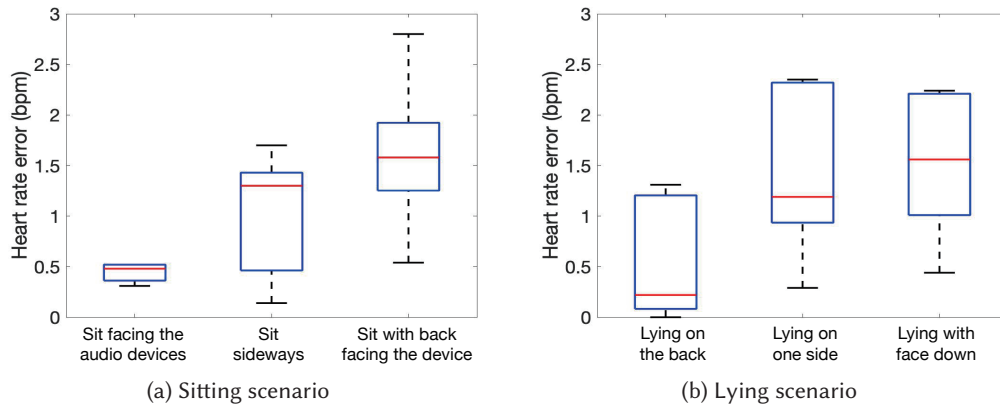 Heart rate error (bpm)
3
2.5
2
1.5
1
0.5
0
Sit facing the
audio devices
Sit
sideways
Sit with back
facing the device
(a) Sitting scenario
Heart rate error (bpm)
3
2.5
2
1.5
1
0.5
0
Lying on
the back
Lying on
one side
Lying with
face down
(b) Lying scenario